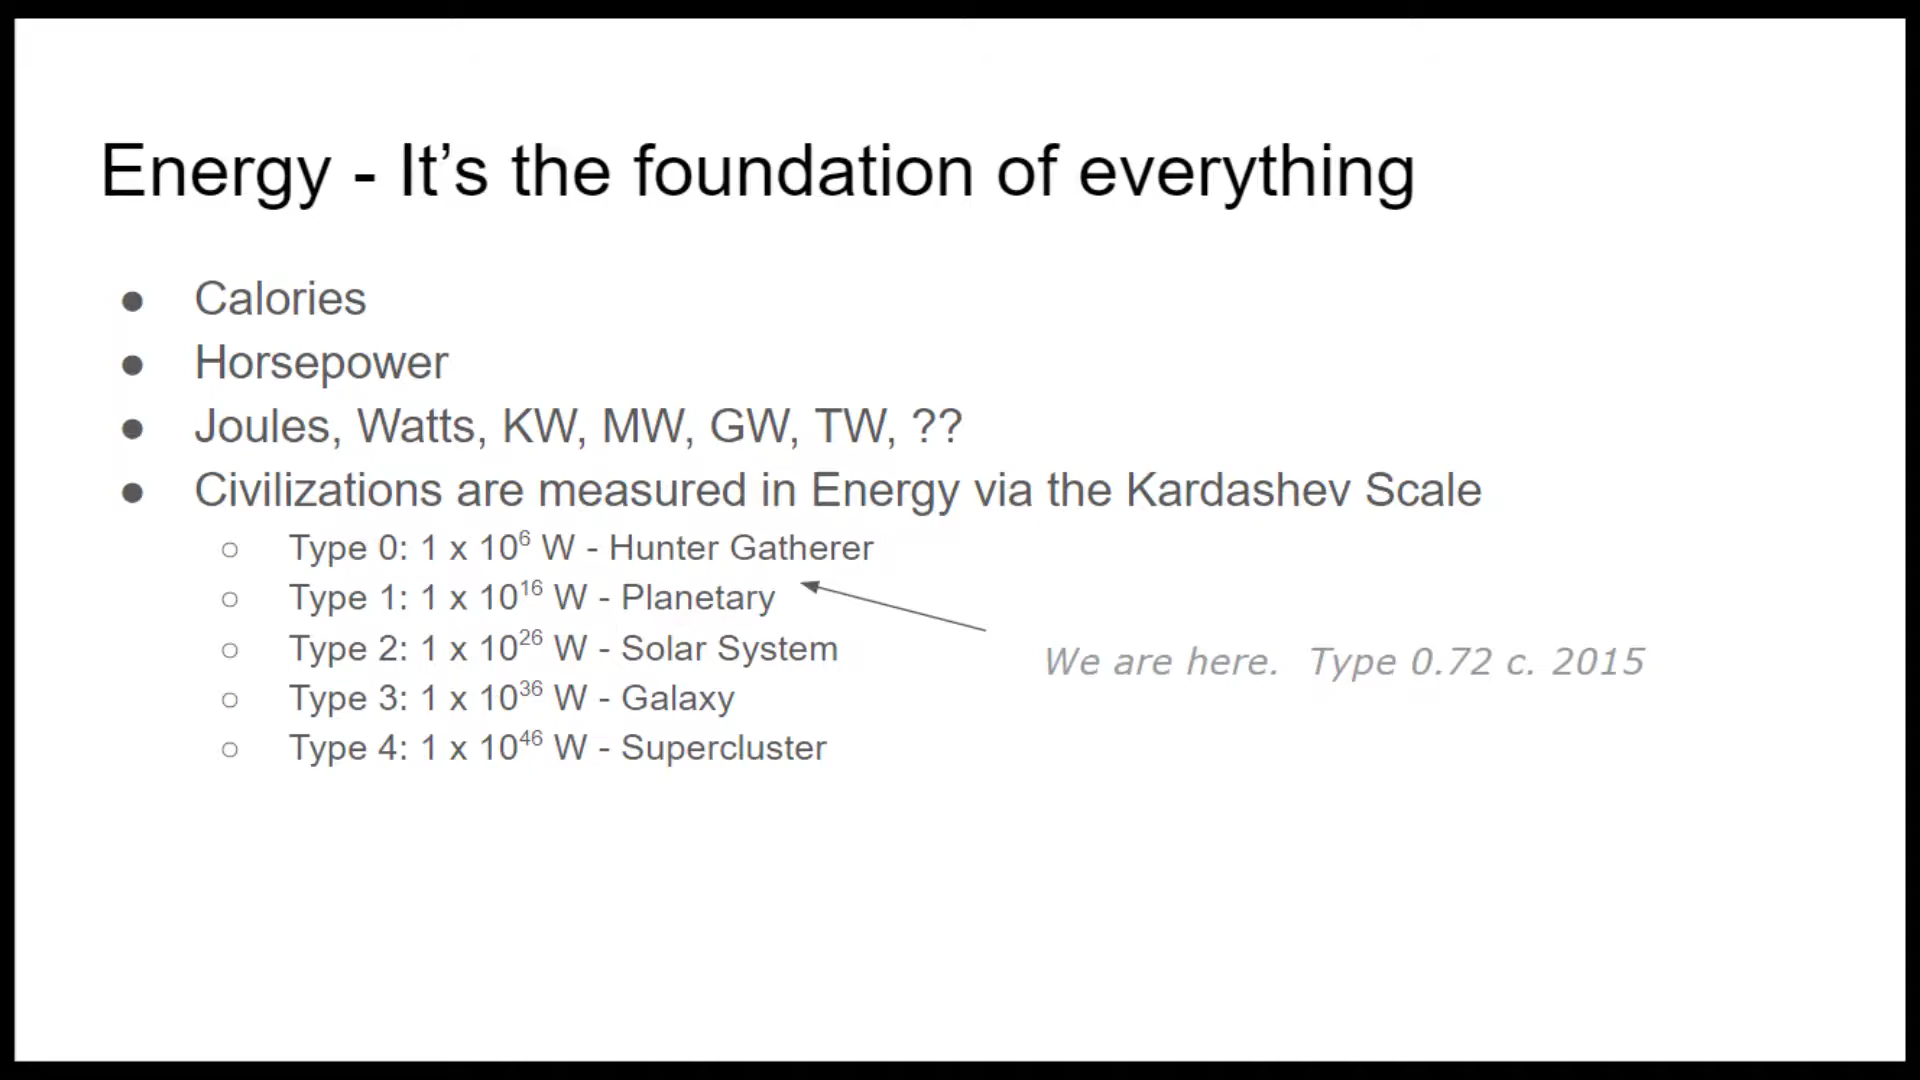 Energy - It’s the foundation of everything
● Calories
● Horsepower
● Joules, Watts, KW, MW, GW, TW, ??
● Civilizations are measured in Energy via the Kardashev Scale
○ Type 0: 1 x 10⁶ W - Hunter Gatherer
○ Type 1: 1 x 10¹⁶ W - Planetary
○ Type 2: 1 x 10²⁶ W - Solar System
○ Type 3: 1 x 10³⁶ W - Galaxy
○ Type 4: 1 x 10⁴⁶ W - Supercluster
We are here. Type 0.72 c. 2015